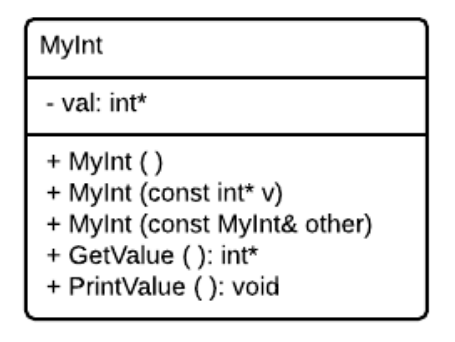 MyInt
- val: int*
+ MyInt ( )
+ MyInt (const int* v)
+ MyInt (const MyInt& other)
+ GetValue ( ): int*
+ PrintValue ( ): void